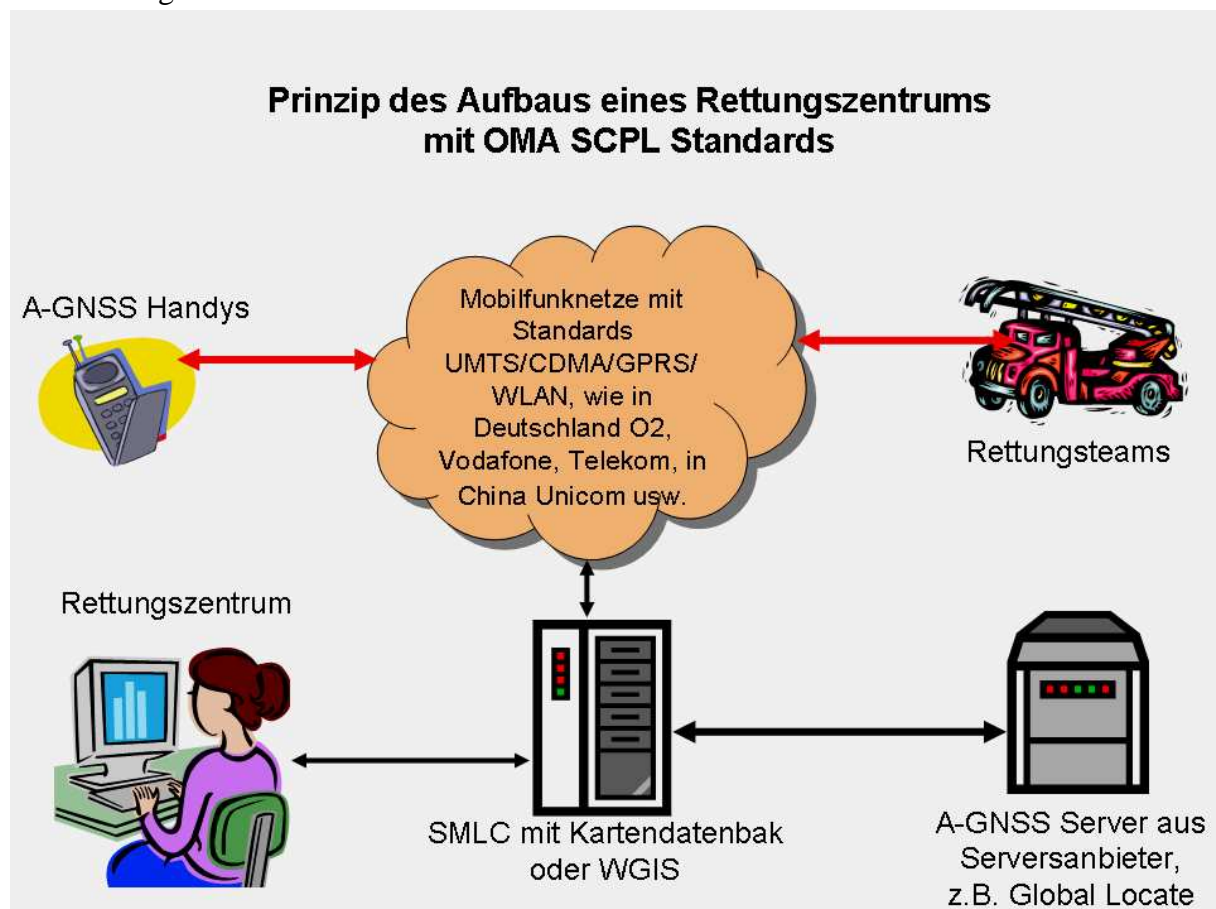 Prinzip des Aufbaus eines Rettungszentrums
mit OMA SCPL Standards
A-GNSS Handys
Mobilfunknetze mit
Standards
UMTS/CDMA/GPRS/
WLAN, wie in
Deutschland O2,
Vodafone, Telekom, in
China Unicom usw.
Rettungsteams
Rettungszentrum
SMLC mit Kartendatenbak
oder WGIS
A-GNSS Server aus
Serversanbieter,
z.B. Global Locate